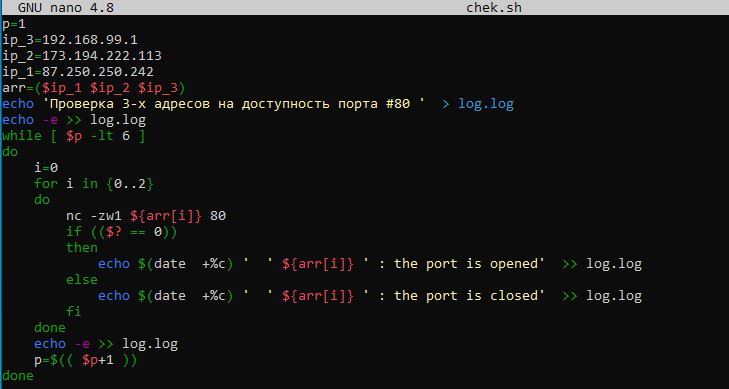 GNU nano 4.8 chek.sh
p=1
ip_3=192.168.99.1
ip_2=173.194.222.113
ip_1=87.250.250.242
arr=($ip_1 $ip_2 $ip_3)
echo 'Проверка 3-х адресов на доступность порта #80 '  > log.log
echo -e >> log.log
while [ $p -lt 6 ]
do
    i=0
    for i in {0..2}
    do
        nc -zw1 ${arr[i]} 80
        if (($? == 0))
        then
            echo $(date  +%c) '  ' ${arr[i]} ' : the port is opened'  >> log.log
        else
            echo $(date  +%c) '  ' ${arr[i]} ' : the port is closed'  >> log.log
        fi
    done
    echo -e >> log.log
    p=$(( $p+1 ))
done